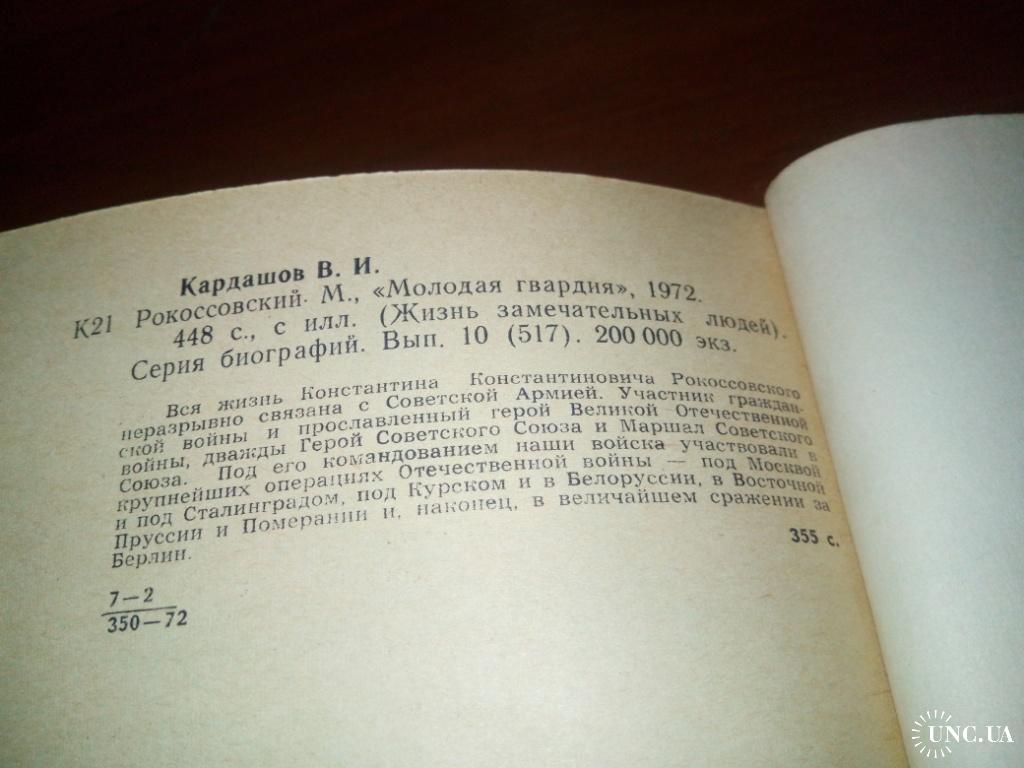 Кардашов В. И.
К21 Рокоссовский. М., «Молодая гвардия», 1972.
448 с., с илл. (Жизнь замечательных людей).
Серия биографий. Вып. 10 (517). 200 000 экз.
Вся жизнь Константина Константиновича Рокоссовского
неразрывно связана с Советской Армией. Участник граждан-
ской войны и прославленный герой Великой Отечественной
войны, дважды Герой Советского Союза и Маршал Советского
Союза. Под его командованием наши войска участвовали в
крупнейших операциях Отечественной войны — под Москвой
и под Сталинградом, под Курском и в Белоруссии, в Восточной
Пруссии и Померании и, наконец, в величайшем сражении за
Берлин.
355 с.
7—2
350—72
UNC.UA